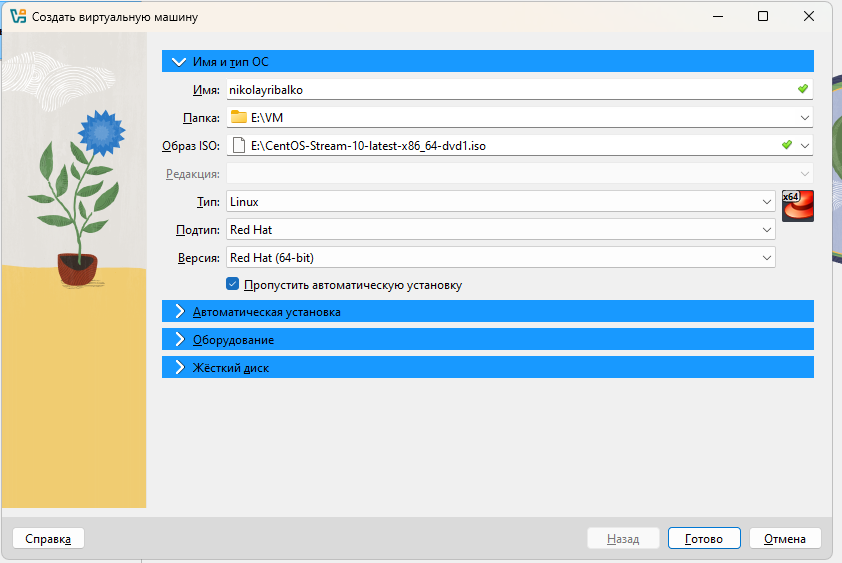 Создать виртуальную машину
Имя и тип ОС
Имя: nikolayribalko
Папка: E:\VM
Образ ISO: E:\CentOS-Stream-10-latest-x86_64-dvd1.iso
Редакция:
Тип: Linux
x64
Подтип: Red Hat
Версия: Red Hat (64-bit)
Пропустить автоматическую установку
Автоматическая установка
Оборудование
Жёсткий диск
Справка
Назад
Готово
Отмена